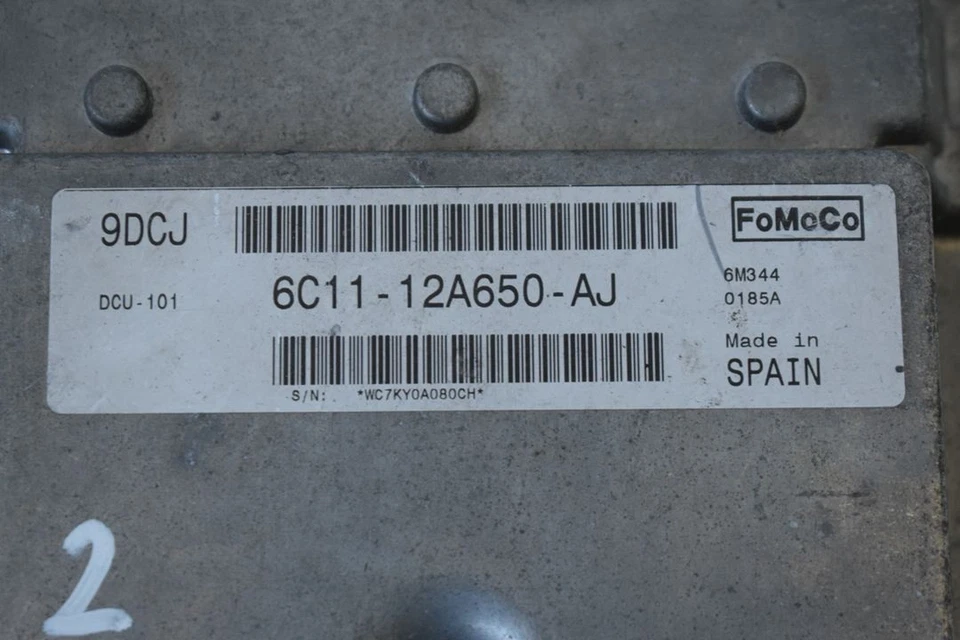 9DCJ
FoMoCo
DCU-101
6C11-12A650-AJ
6M344
0185A
Made in
SPAIN
S/N: *WC7KY0A080CH*
2